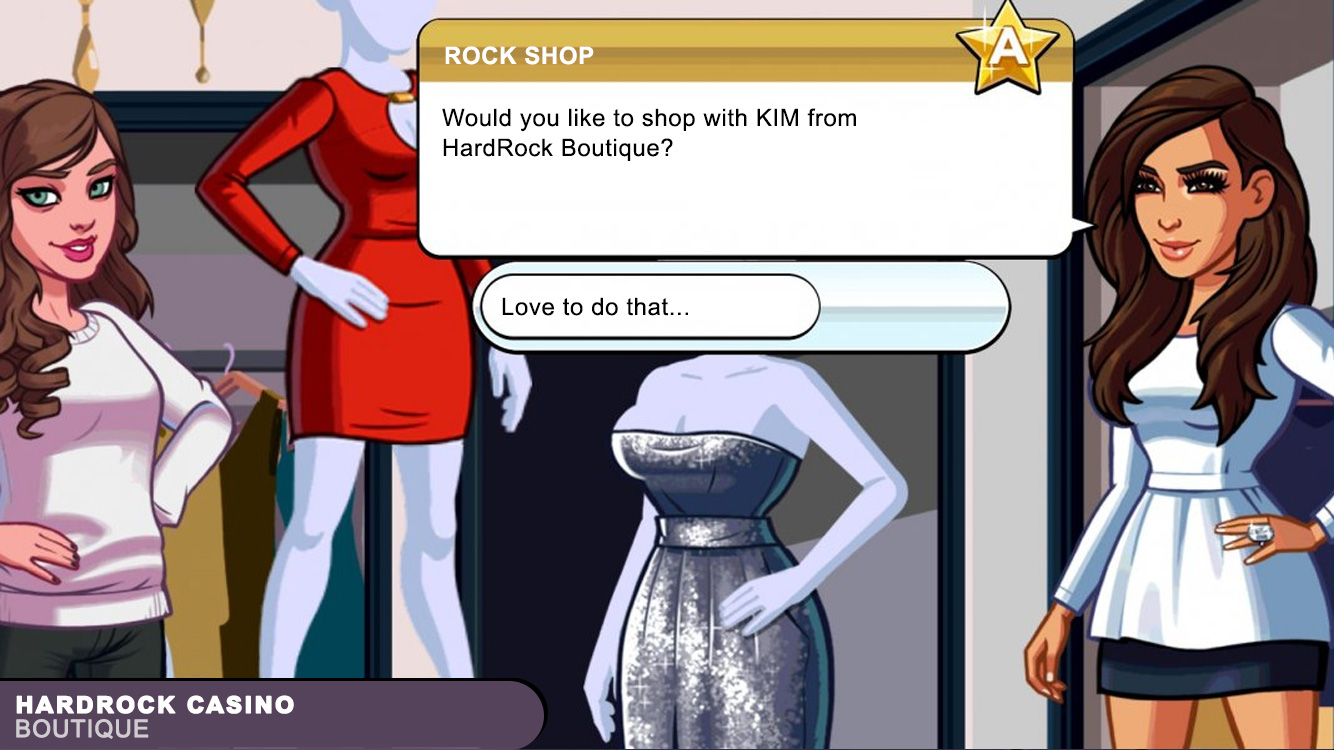 ROCK SHOP
A
Would you like to shop with KIM from
HardRock Boutique?
Love to do that...
HARDROCK CASINO
BOUTIQUE